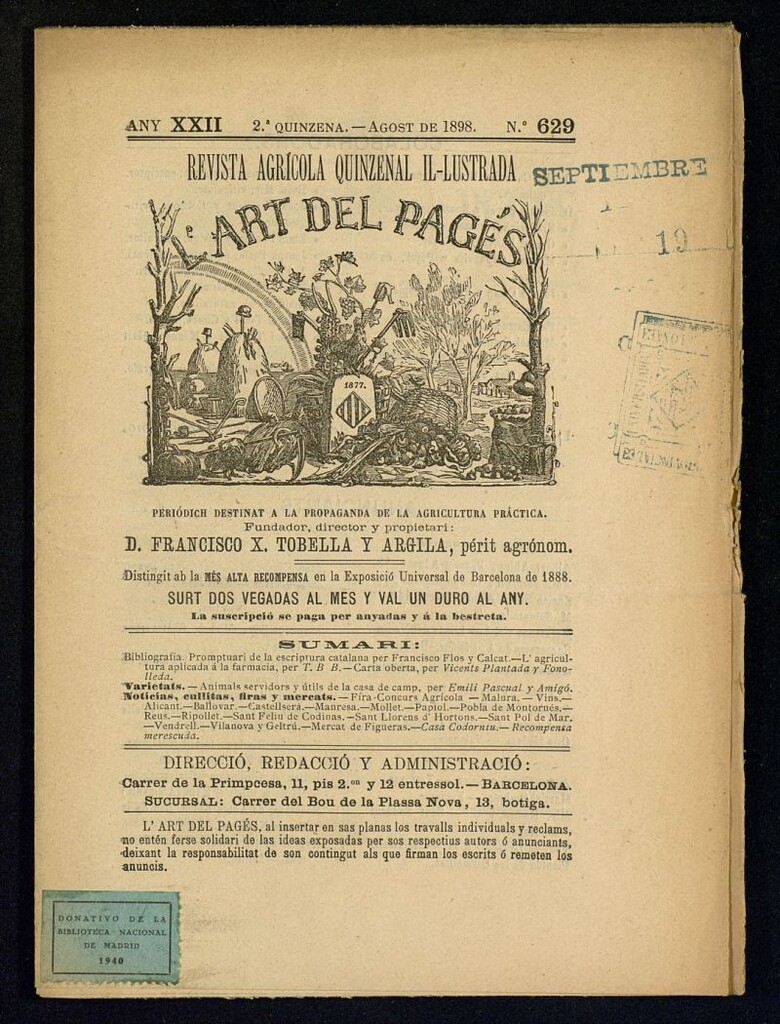 ANY XXII 2.ª QUINZENA.—AGOST DE 1898. N.º 629
REVISTA AGRÍCOLA QUINZENAL IL-LUSTRADA
SEPTIEMBRE
19
L'ART DEL PAGÉS
1877.
PERIÓDICH DESTINAT A LA PROPAGANDA DE LA AGRICULTURA PRÁCTICA.
Fundador, director y propietari:
D. FRANCISCO X. TOBELLA Y ARGILA, périt agrónom.
Distingit ab la MÉS ALTA RECOMPENSA en la Exposició Universal de Barcelona de 1888.
SURT DOS VEGADAS AL MES Y VAL UN DURO AL ANY.
La suscripció se paga per anyadas y á la bestreta.
SUMARI:
Bibliografia. Promptuari de la escriptura catalana per Francisco Flos y Calcat.—L' agricul-
tura aplicada á la farmacia, per T. B B.—Carta oberta, per Vicents Plantada y Fono-
lleda.
Varietats.—Animals servidors y útils de la casa de camp, per Emili Pascual y Amigó.
Noticias, cullitas, firas y mercats.—Fira-Concurs Agrícola—Malura.—Vins.—
Alicant.—Ballovar.—Castellserá.—Manresa.—Mollet.—Papiol.—Pobla de Montornés.—
Reus.—Ripollet.—Sant Feliu de Codinas.—Sant Llorens d' Hortons.—Sant Pol de Mar.
—Vendrell.—Vilanova y Geltrú.—Mercat de Figueras.—Casa Codorniu.—Recompensa
merescuda.
DIRECCIÓ, REDACCIÓ Y ADMINISTRACIÓ:
Carrer de la Primpcesa, 11, pis 2.on y 12 entressol.—BARCELONA.
SUCURSAL: Carrer del Bou de la Plassa Nova, 13, botiga.
L' ART DEL PAGÉS, al insertar en sas planas los travalls individuals y reclams,
no entén ferse solidari de las ideas exposadas per sos respectius autors ó anunciants,
deixant la responsabilitat de son contingut als que firman los escrits ó remeten los
anuncis.
DONATIVO DE LA
BIBLIOTECA NACIONAL
DE MADRID
1940